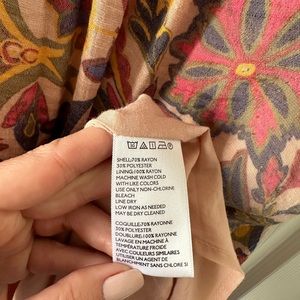 SHELL:70% RAYON
30% POLYESTER
LINING:100% RAYON
MACHINE WASH COLD
WITH LIKE COLORS
USE ONLY NON-CLORINE
BLEACH
LINE DRY
LOW IRON AS NEEDED
MAY BE DRY CLEANED
COQUILLE:70% RAYONNE
30% POLYESTER
DOUBLURE:100% RAYONNE
LAVAGE EN MACHINE À
TEMPÉRATURE FROIDE
AVEC DES COULEURS
SIMILAIRES
UTILISER UN AGENT DE
BLANCHIMENT SANS CHLORE SI